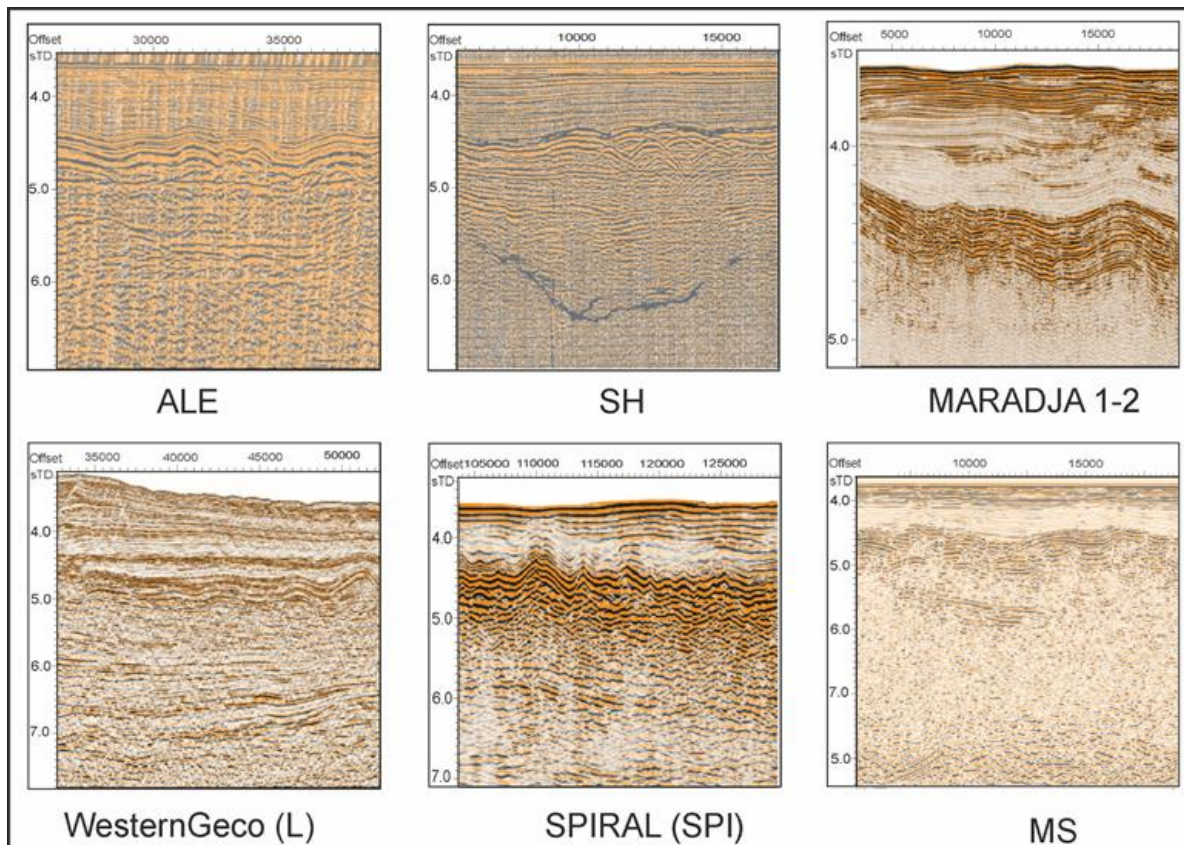 Offset 30000 35000
sTD
4.0
5.0
6.0
ALE
Offset 10000 15000
sTD
4.0
5.0
6.0
SH
Offset 5000 10000 15000
sTD
4.0
5.0
MARADJA 1-2
Offset 35000 40000 45000 50000
sTD
4.0
5.0
6.0
7.0
WesternGeco (L)
Offset 105000 110000 115000 120000 125000
sTD
4.0
5.0
6.0
7.0
SPIRAL (SPI)
Offset 10000 15000
sTD
4.0
5.0
6.0
7.0
5.0
MS